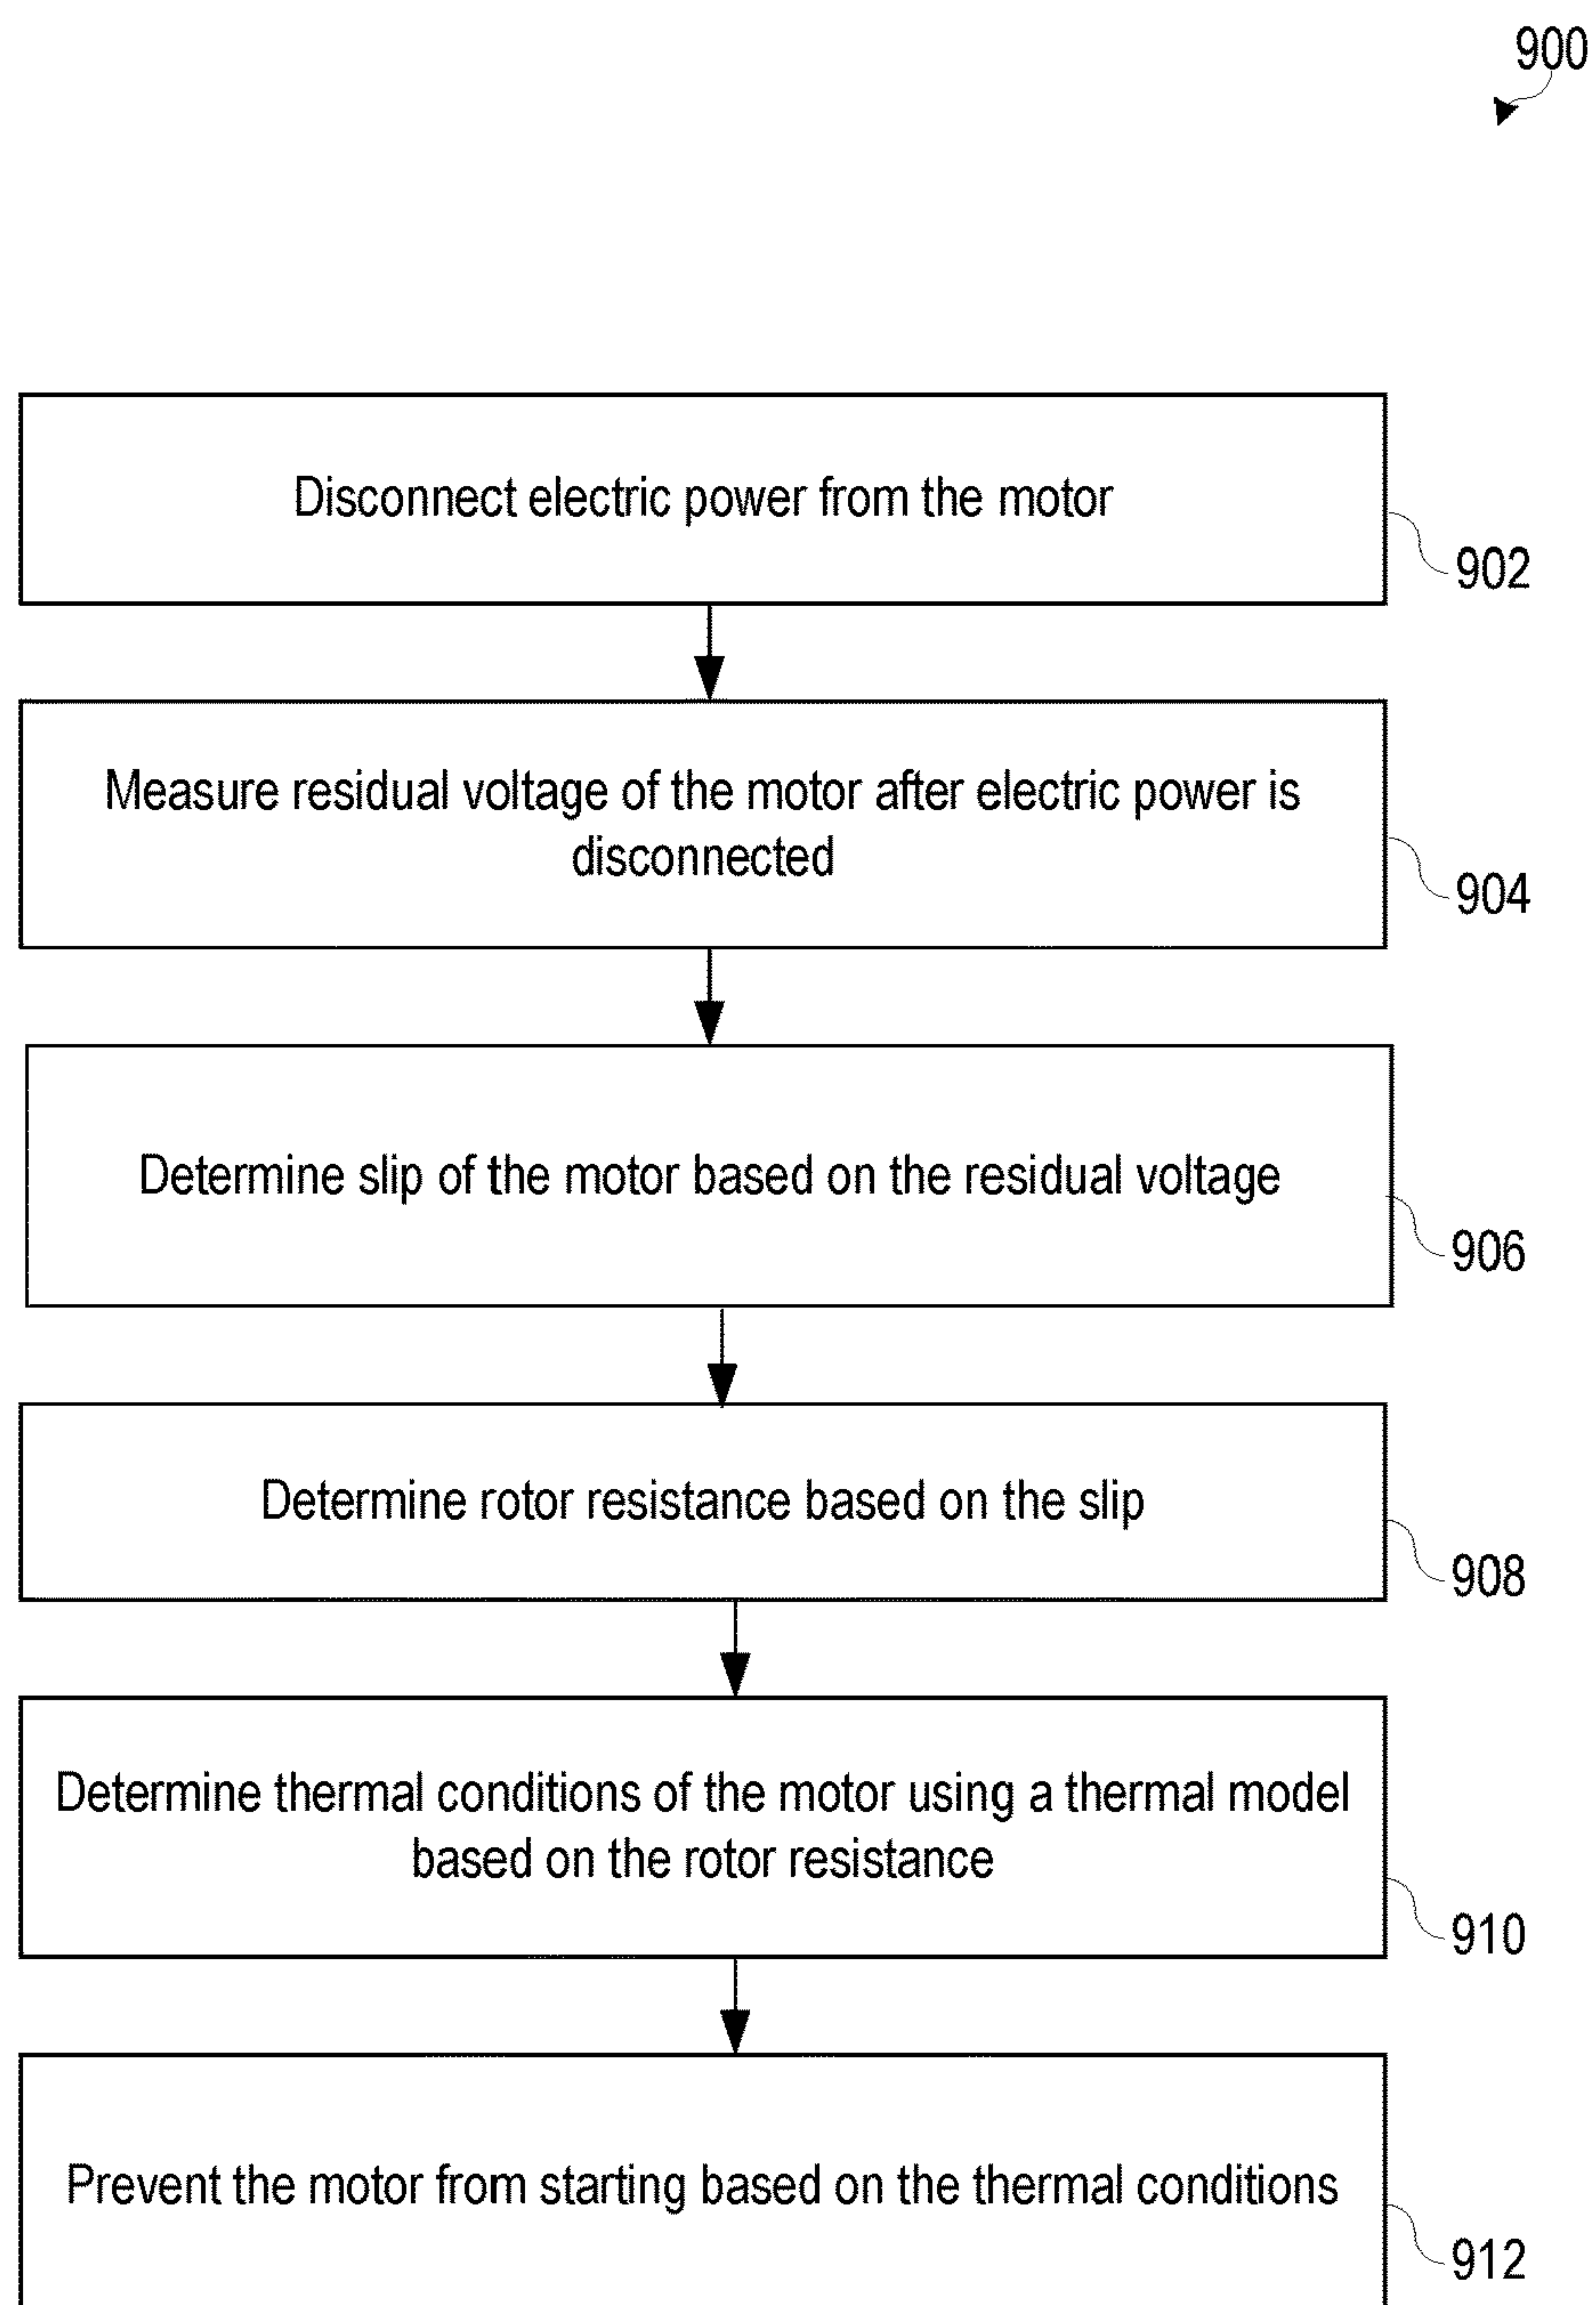 900
Disconnect electric power from the motor
902
Measure residual voltage of the motor after electric power is
disconnected
904
Determine slip of the motor based on the residual voltage
906
Determine rotor resistance based on the slip
908
Determine thermal conditions of the motor using a thermal model
based on the rotor resistance
910
Prevent the motor from starting based on the thermal conditions
912